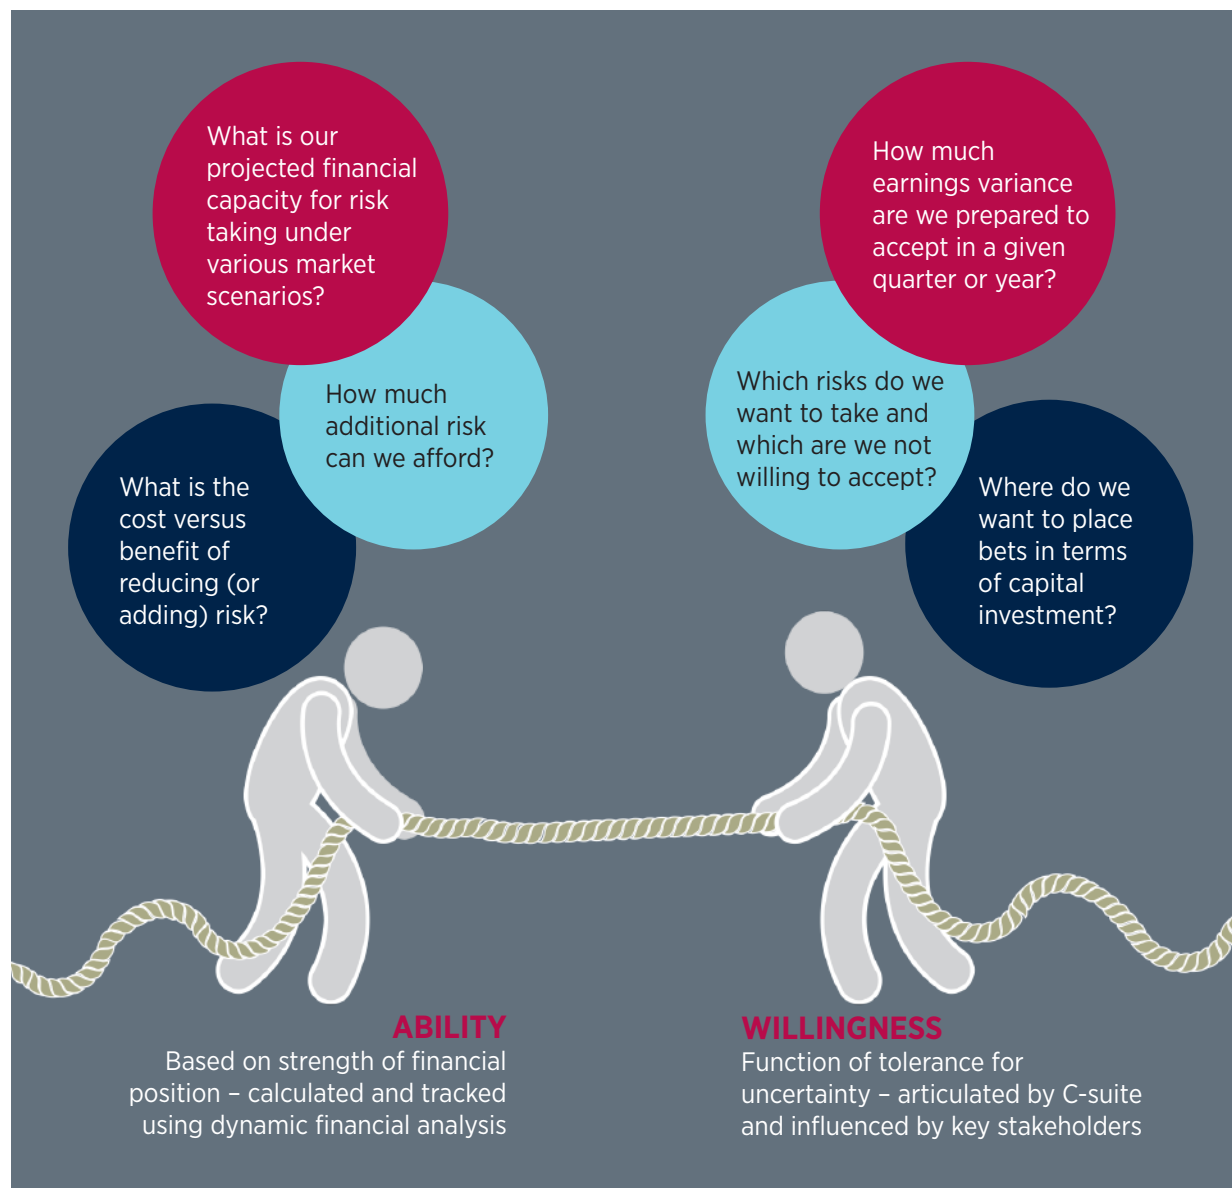 What is our
projected financial
capacity for risk
taking under
various market
scenarios?
How much
additional risk
can we afford?
What is the
cost versus
benefit of
reducing (or
adding) risk?
How much
earnings variance
are we prepared to
accept in a given
quarter or year?
Which risks do we
want to take and
which are we not
willing to accept?
Where do we
want to place
bets in terms
of capital
investment?
ABILITY
Based on strength of financial
position – calculated and tracked
using dynamic financial analysis
WILLINGNESS
Function of tolerance for
uncertainty – articulated by C-suite
and influenced by key stakeholders